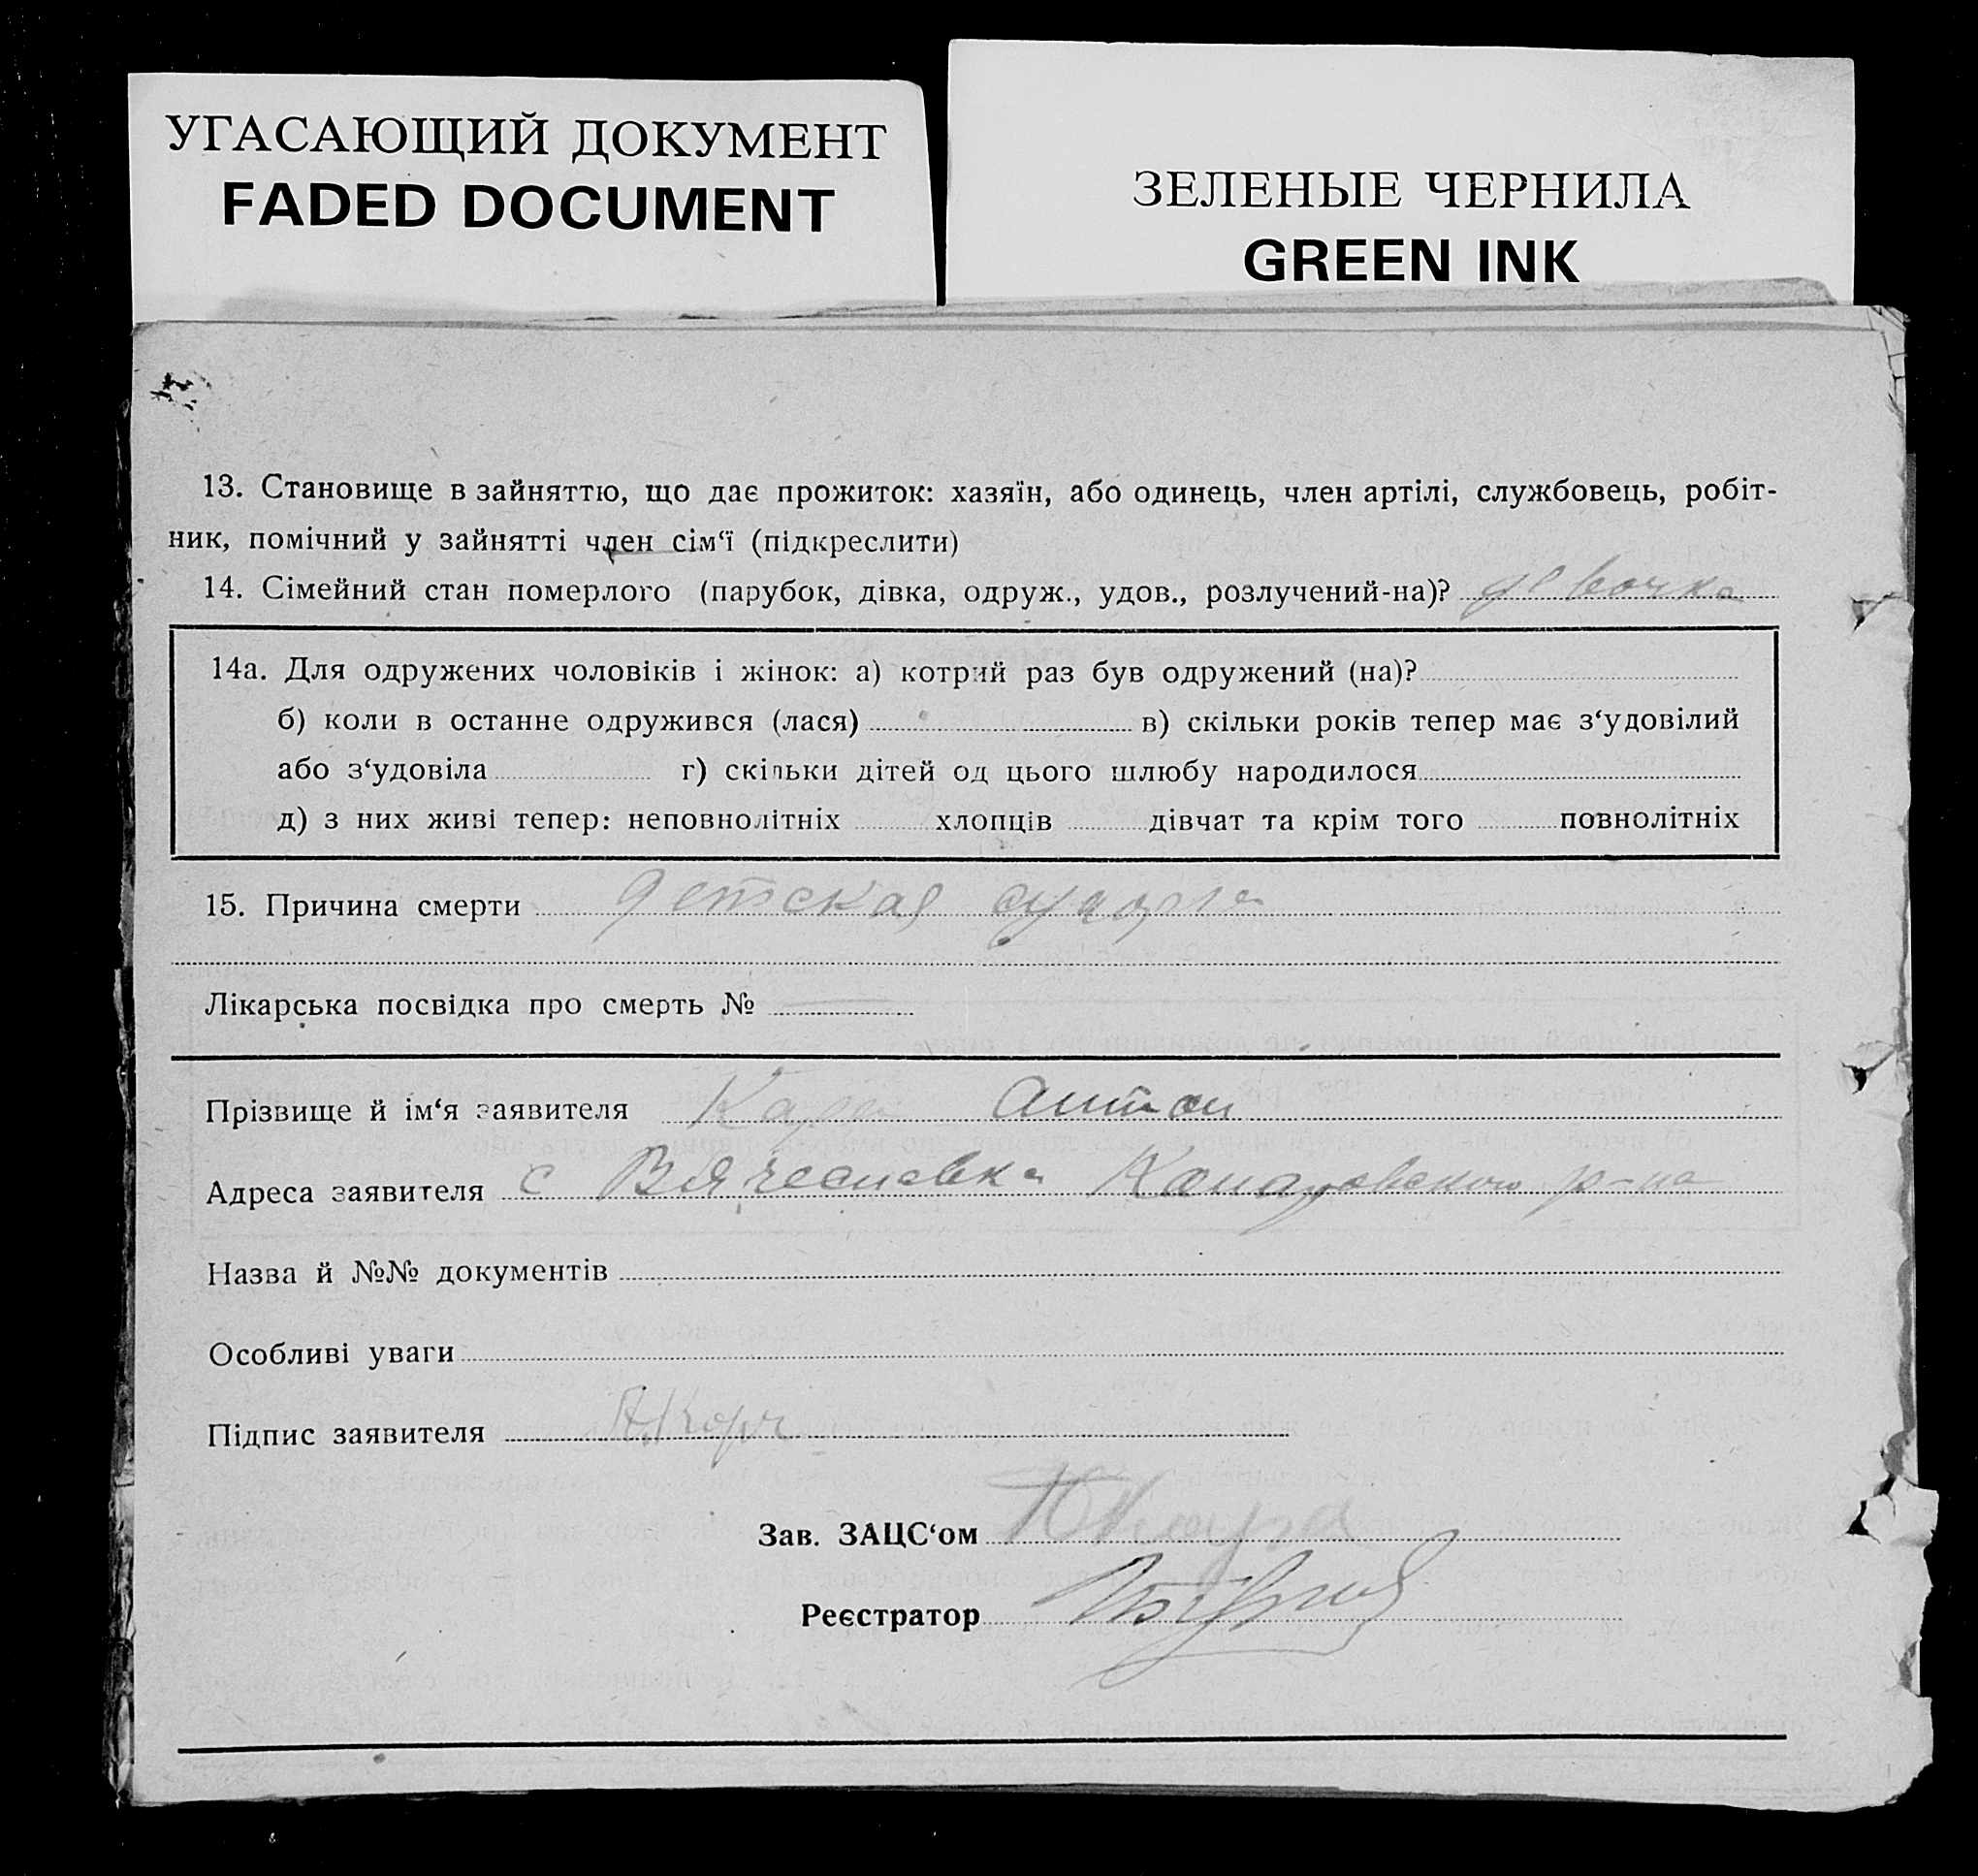 УГАСАЮЩИЙ ДОКУМЕНТ
FADED DOCUMENT
ЗЕЛЕНЫЕ ЧЕРНИЛА
GREEN INK
13. Становище в зайняттю, що дає прожиток: хазяїн, або одинець, член артілі, службовець, робіт-
ник, помічний у зайнятті член сім‘ї (підкреслити)
14. Сімейний стан померлого (парубок, дівка, одруж., удов., розлучений-на)? девочка
14а. Для одружених чоловіків і жінок: а) котрий раз був одружений (на)?
б) коли в останне одружився (лася) в) скільки років тепер має з‘удовілий
або з‘удовіла г) скільки дітей од цього шлюбу народилося
д) з них живі тепер: неповнолітніх хлопців дівчат та крім того повнолітніх
15. Причина смерти детская
Лікарська посвідка про смерть №
Прізвище й ім‘я заявителя Антон
Адреса заявителя с Вячеславка р-на
Назва й №№ документів
Особливі уваги
Підпис заявителя
Зав. ЗАЦС‘ом
Реєстратор